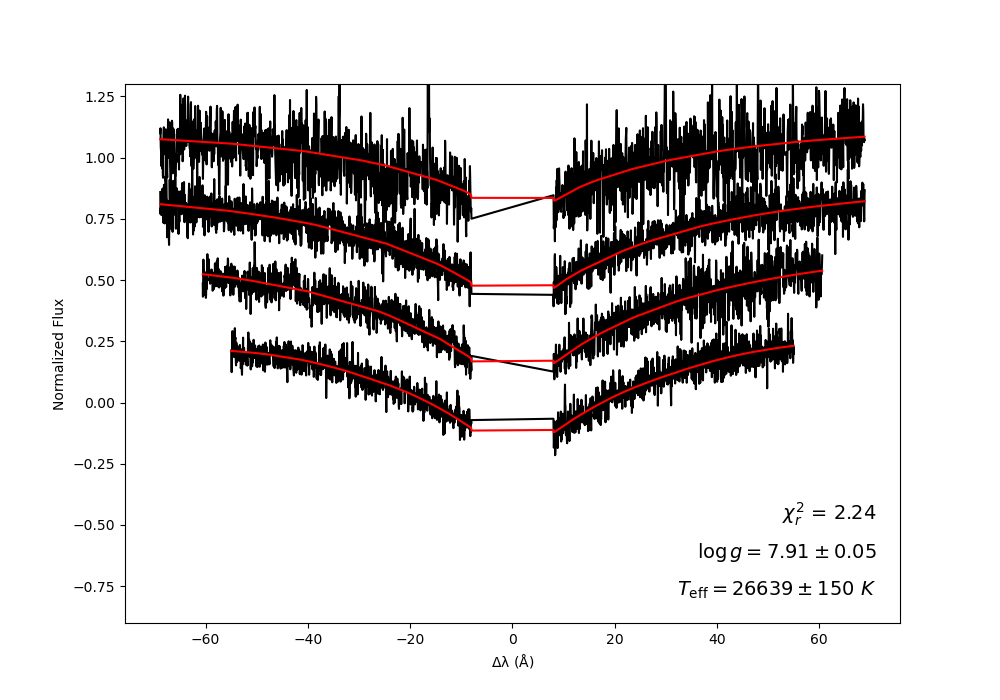 1.25
1.00
0.75
0.50
0.25
0.00
−0.25
−0.50
−0.75
Normalized Flux
χ²ᵣ = 2.24
log g = 7.91 ± 0.05
T_eff = 26639 ± 150 K
−60 −40 −20 0 20 40 60
Δλ (Å)